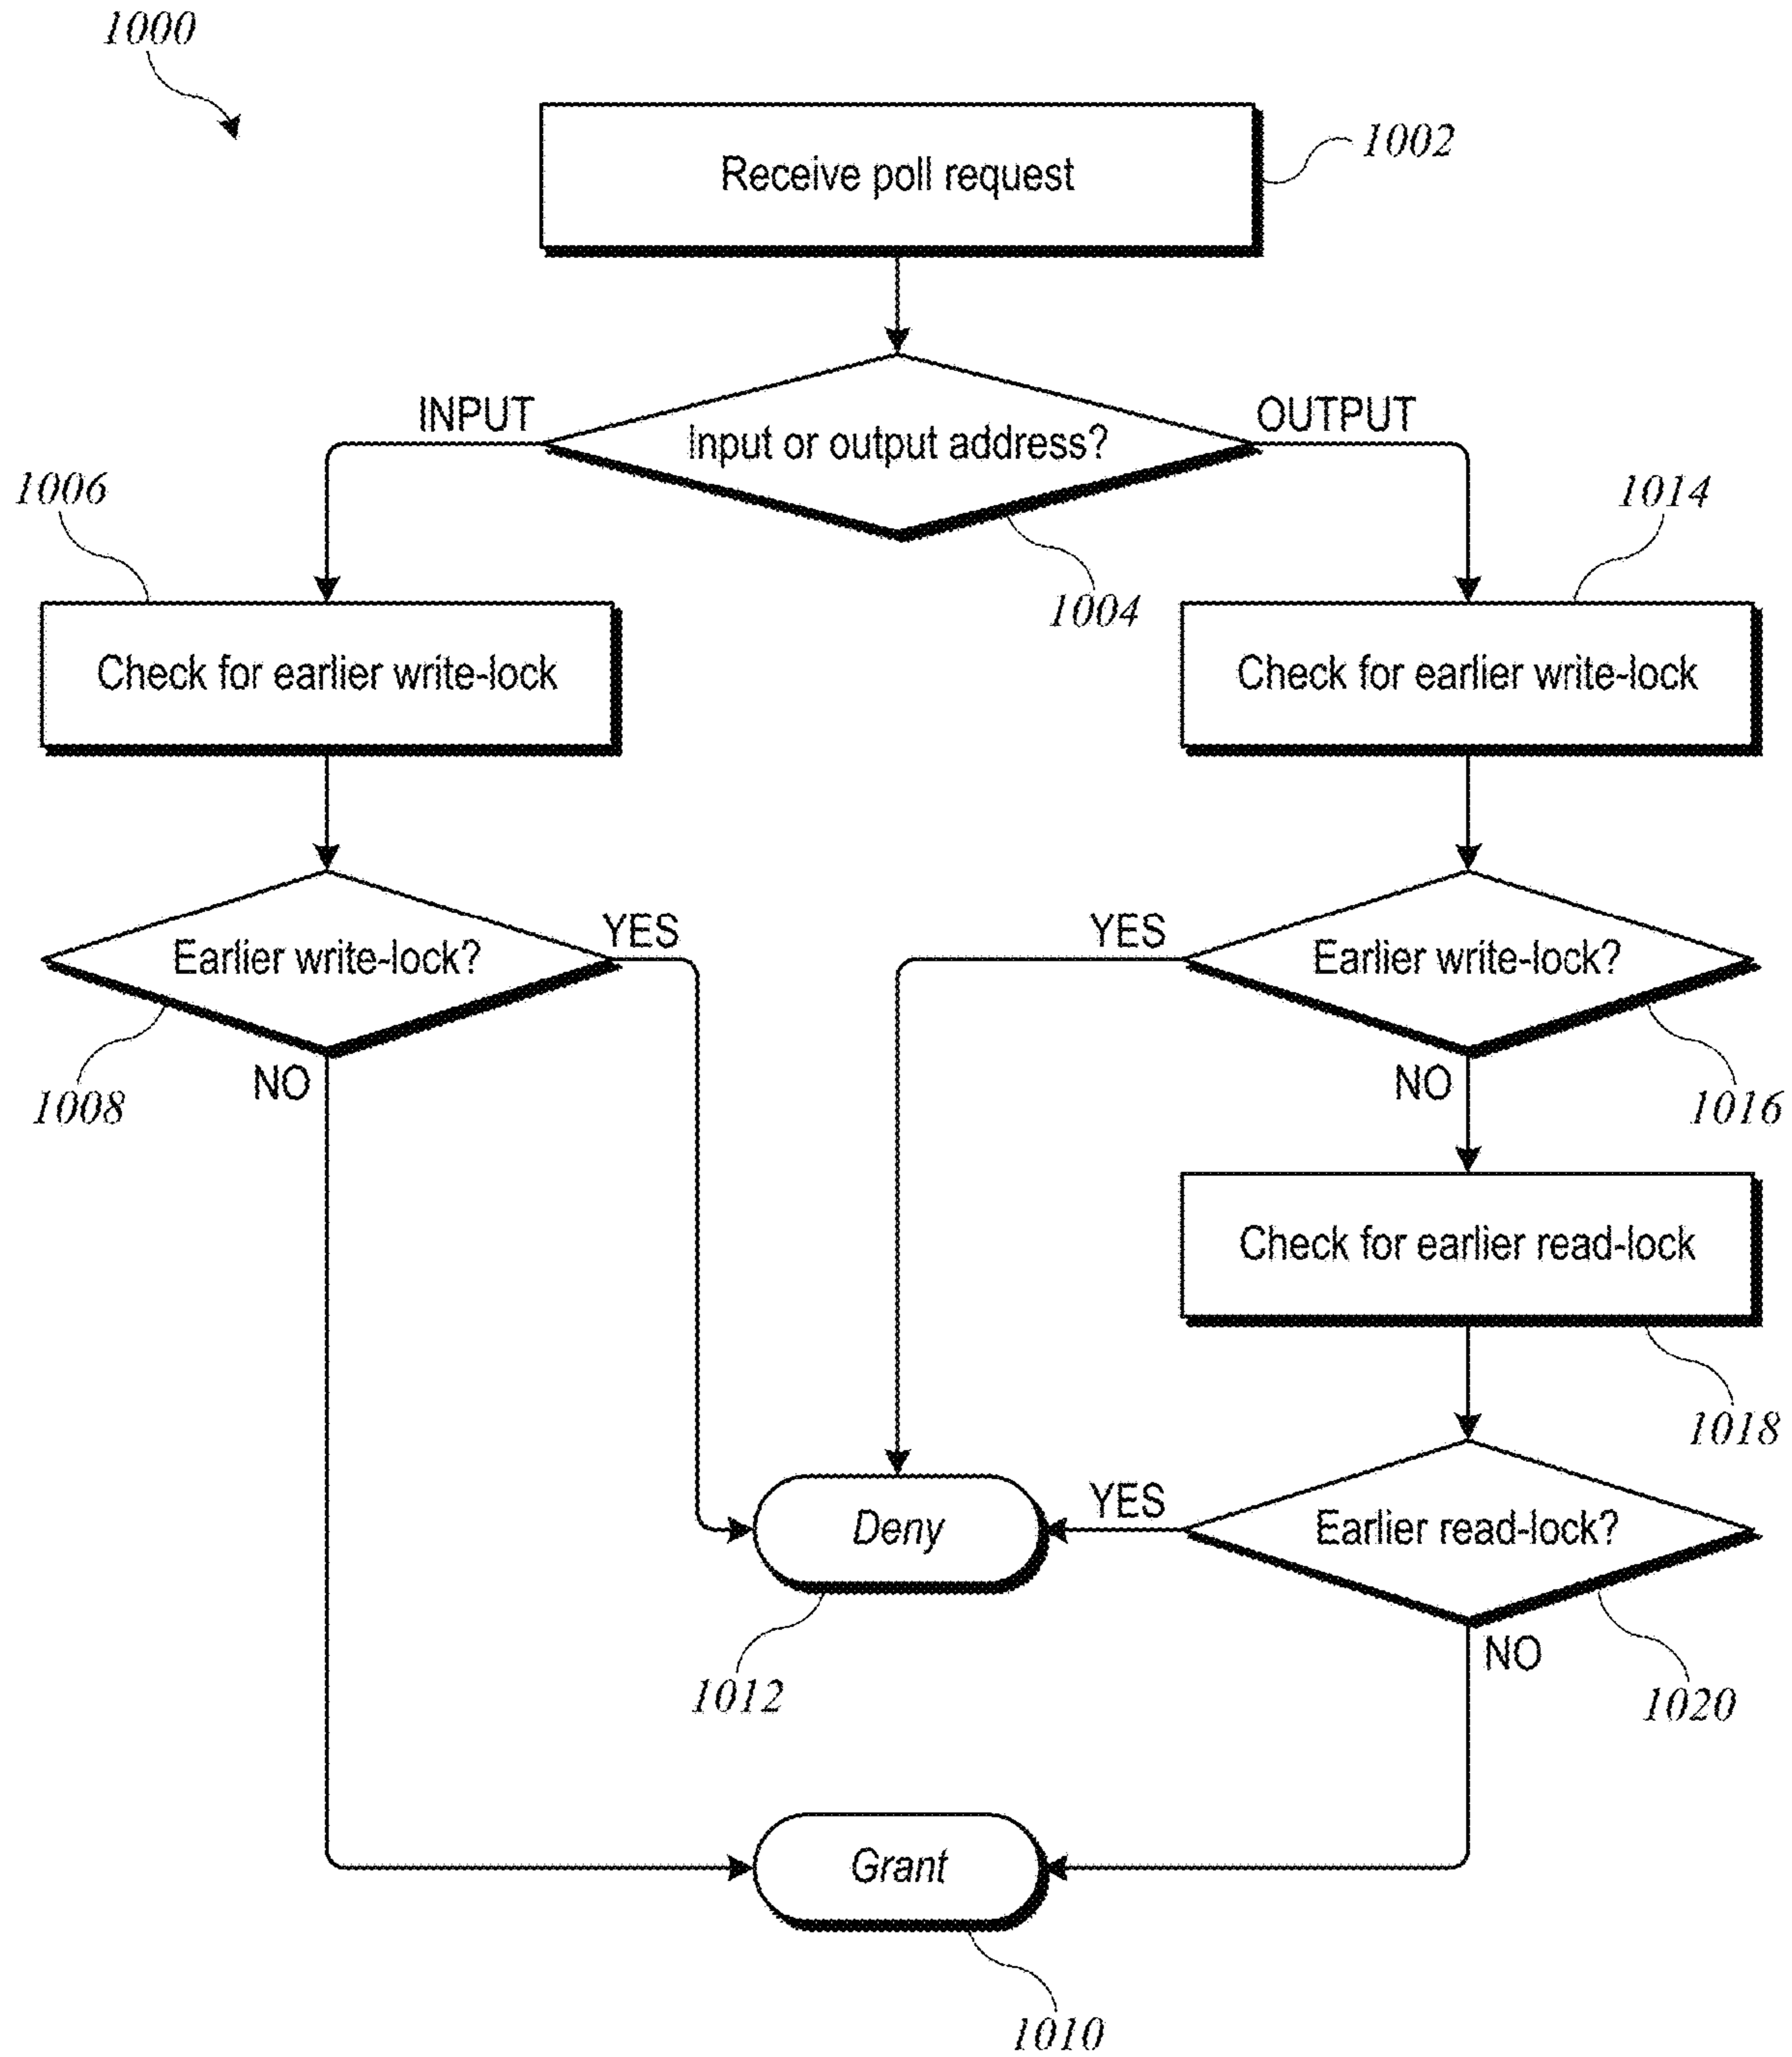 1000
Receive poll request
1002
Input or output address?
INPUT
OUTPUT
1004
1006
1014
Check for earlier write-lock
Check for earlier write-lock
Earlier write-lock?
YES
NO
1008
YES
Earlier write-lock?
NO
1016
Check for earlier read-lock
1018
Deny
YES
Earlier read-lock?
1012
NO
1020
Grant
1010